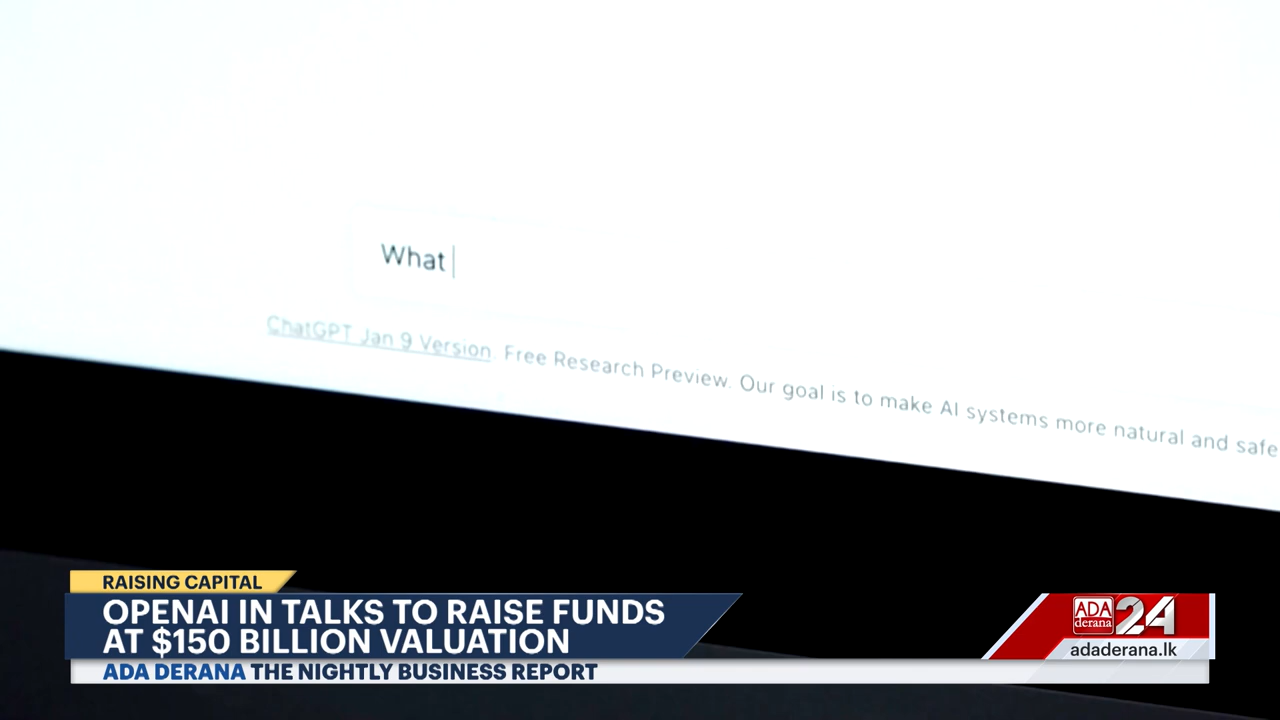 What
ChatGPT Jan 9 Version. Free Research Preview. Our goal is to make AI systems more natural and safe
RAISING CAPITAL
OPENAI IN TALKS TO RAISE FUNDS
AT $150 BILLION VALUATION
ADA DERANA THE NIGHTLY BUSINESS REPORT
ADA
derana
24
adaderana.lk